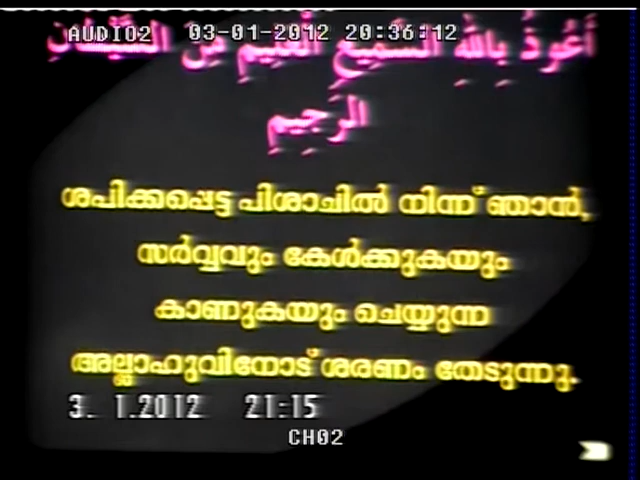 AUDIO2 03-01-2012 20:36:12
أعوذ بالله السميع العليم من الشيطان
الرجيم
ശപിക്കപ്പെട്ട പിശാചിൽ നിന്ന് ഞാൻ,
സർവ്വവും കേൾക്കുകയും
കാണുകയും ചെയ്യുന്ന
അല്ലാഹുവിനോട് ശരണം തേടുന്നു.
3. 1.2012 21:15
CH02